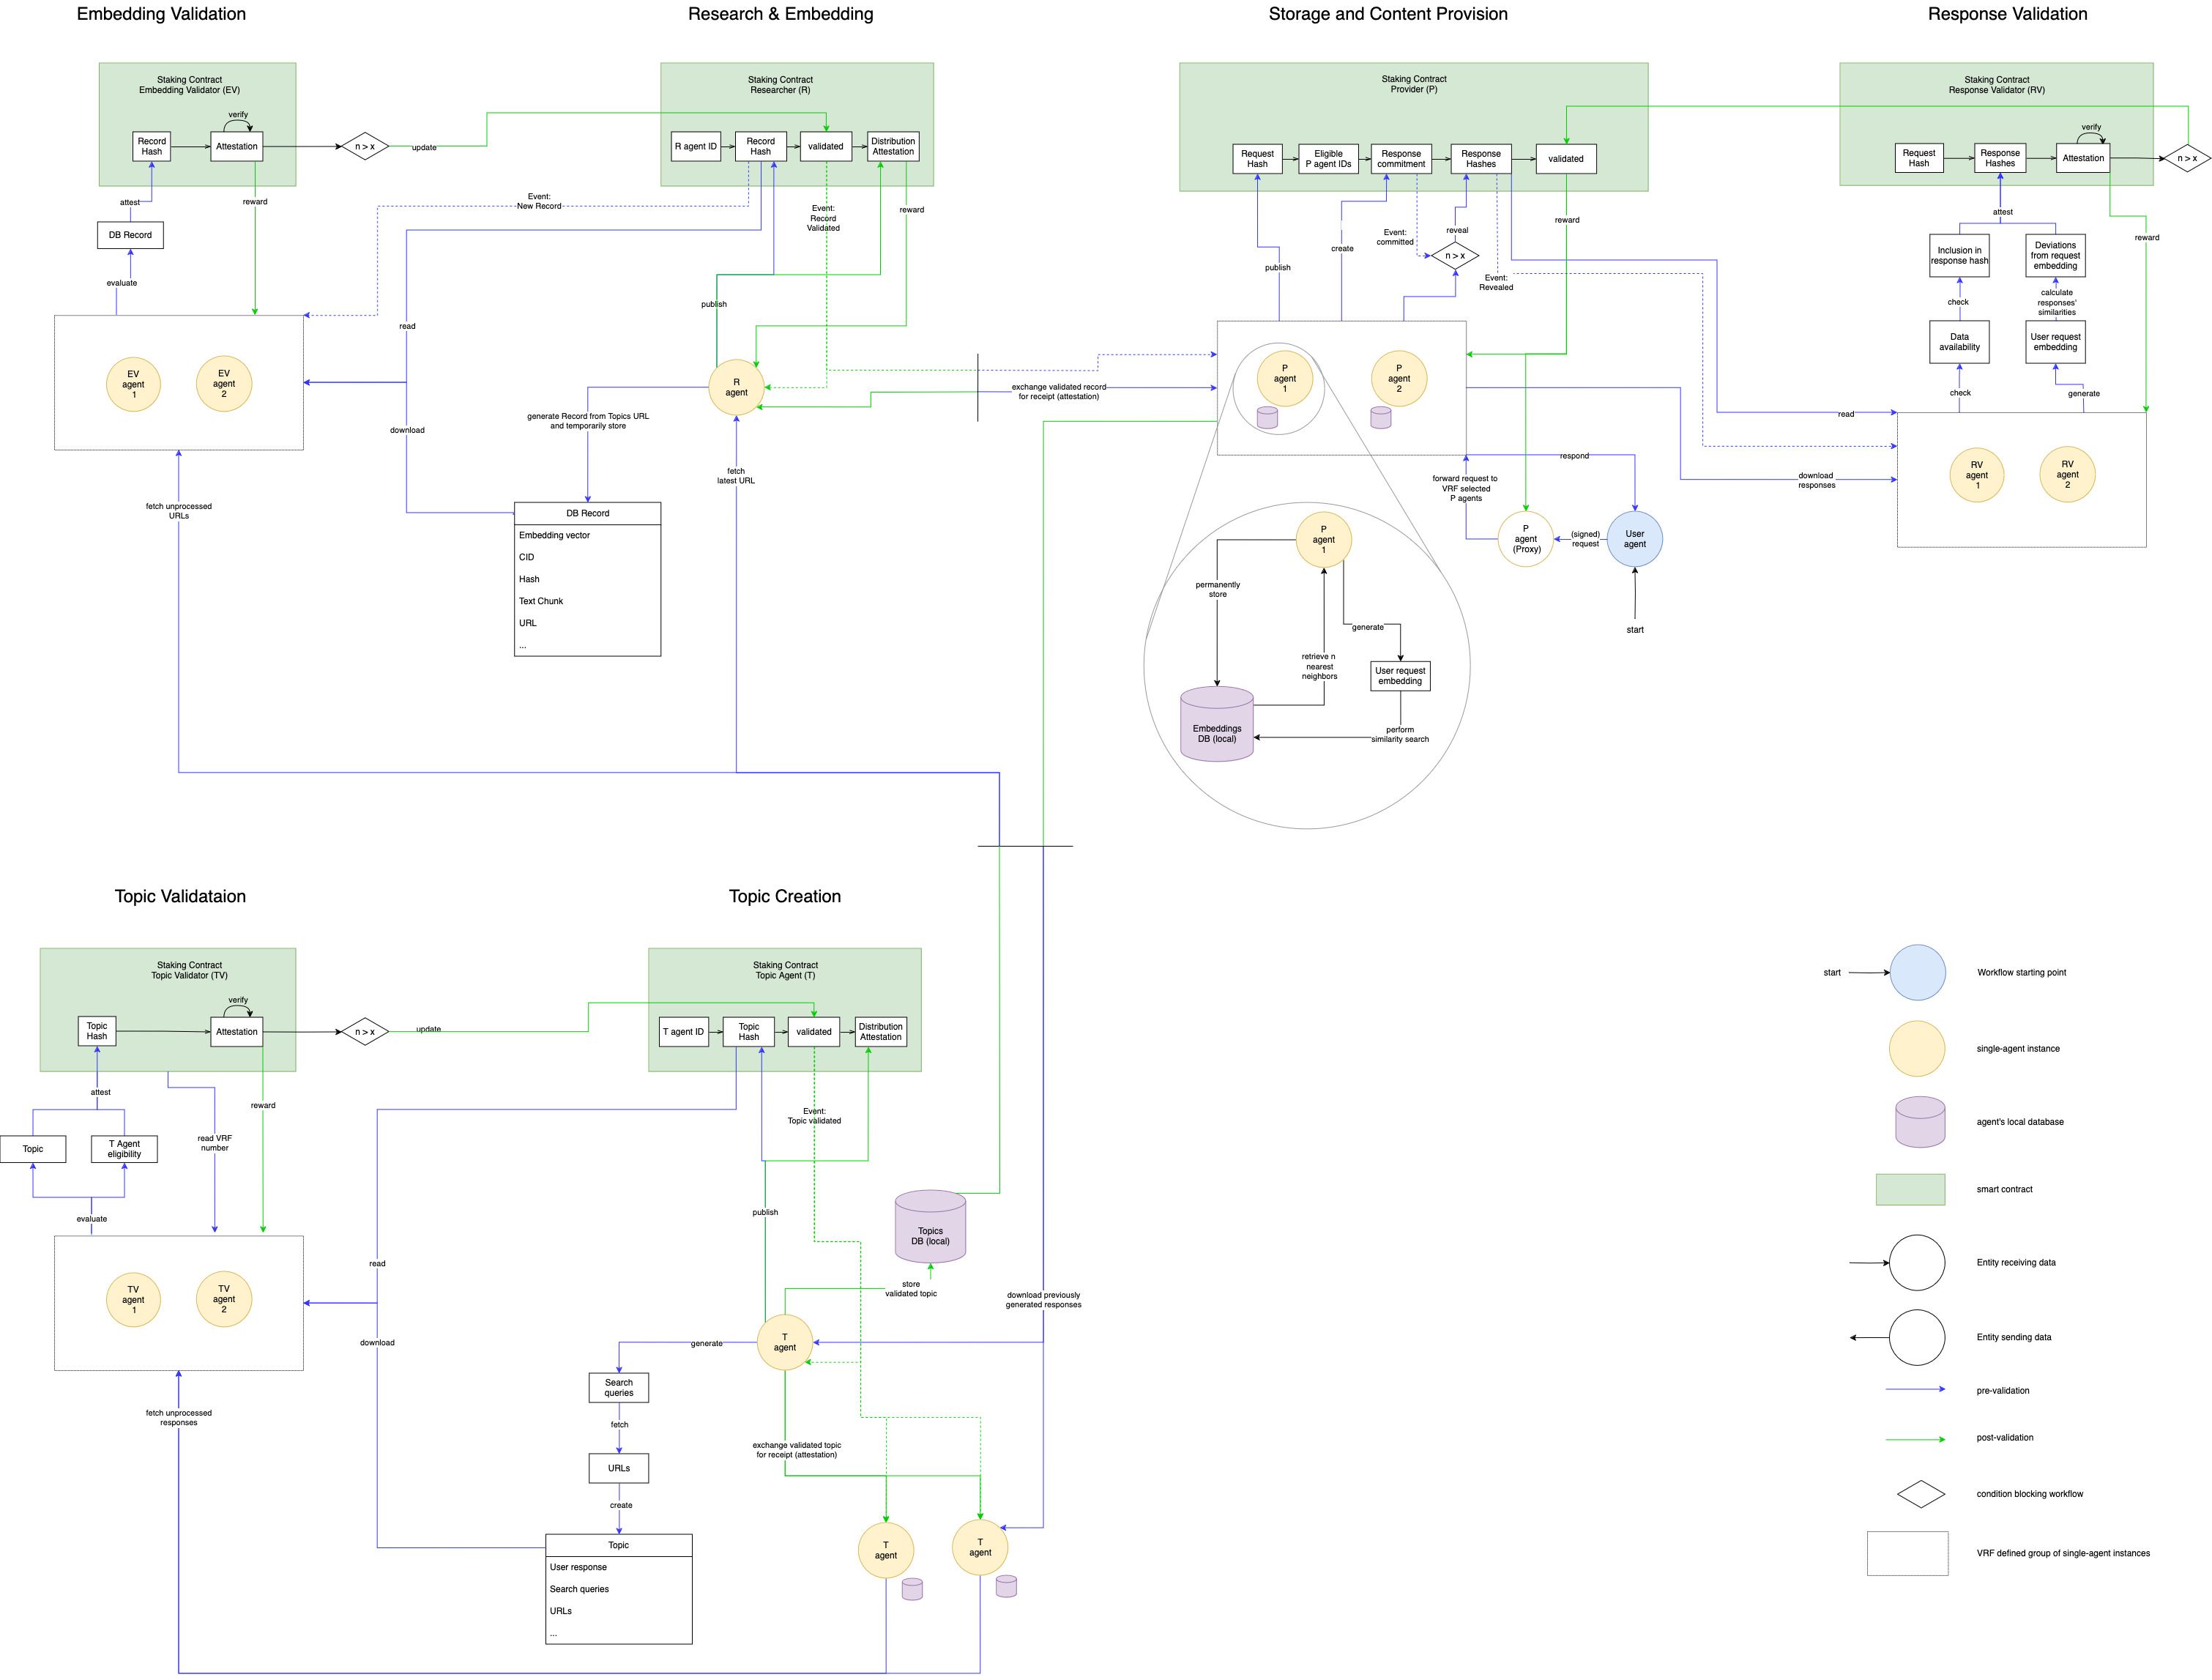 Embedding Validation
Research & Embedding
Storage and Content Provision
Response Validation
Staking Contract
Embedding Validator (EV)
verify
Record
Hash
Attestation
n > x
update
attest
reward
DB Record
evaluate
EV
agent
1
EV
agent
2
fetch unprocessed
URLs
Staking Contract
Researcher (R)
R agent ID
Record
Hash
validated
Distribution
Attestation
Event:
New Record
Event:
Record
Validated
reward
publish
read
download
R
agent
generate Record from Topics URL
and temporarily store
fetch
latest URL
DB Record
Embedding vector
CID
Hash
Text Chunk
URL
...
exchange validated record
for receipt (attestation)
Staking Contract
Provider (P)
Request
Hash
Eligible
P agent IDs
Response
commitment
Response
Hashes
validated
publish
create
Event:
committed
reveal
n > x
Event:
Revealed
reward
P
agent
1
P
agent
2
respond
forward request to
VRF selected
P agents
P
agent
(Proxy)
(signed)
request
User
agent
start
P
agent
1
permanently
store
generate
retrieve n
nearest
neighbors
User request
embedding
Embeddings
DB (local)
perform
similarity search
Staking Contract
Response Validator (RV)
verify
Request
Hash
Response
Hashes
Attestation
n > x
attest
reward
Inclusion in
response hash
Deviations
from request
embedding
check
calculate
responses'
similarities
Data
availability
User request
embedding
check
generate
read
download
responses
RV
agent
1
RV
agent
2
Topic Validataion
Topic Creation
Staking Contract
Topic Validator (TV)
verify
Topic
Hash
Attestation
n > x
update
attest
reward
Topic
T Agent
eligibility
read VRF
number
evaluate
TV
agent
1
TV
agent
2
fetch unprocessed
responses
Staking Contract
Topic Agent (T)
T agent ID
Topic
Hash
validated
Distribution
Attestation
Event:
Topic validated
publish
read
download
Topics
DB (local)
store
validated topic
download previously
generated responses
T
agent
generate
Search
queries
fetch
URLs
create
exchange validated topic
for receipt (attestation)
Topic
User response
Search queries
URLs
...
T
agent
T
agent
start
Workflow starting point
single-agent instance
agent's local database
smart contract
Entity receiving data
Entity sending data
pre-validation
post-validation
condition blocking workflow
VRF defined group of single-agent instances